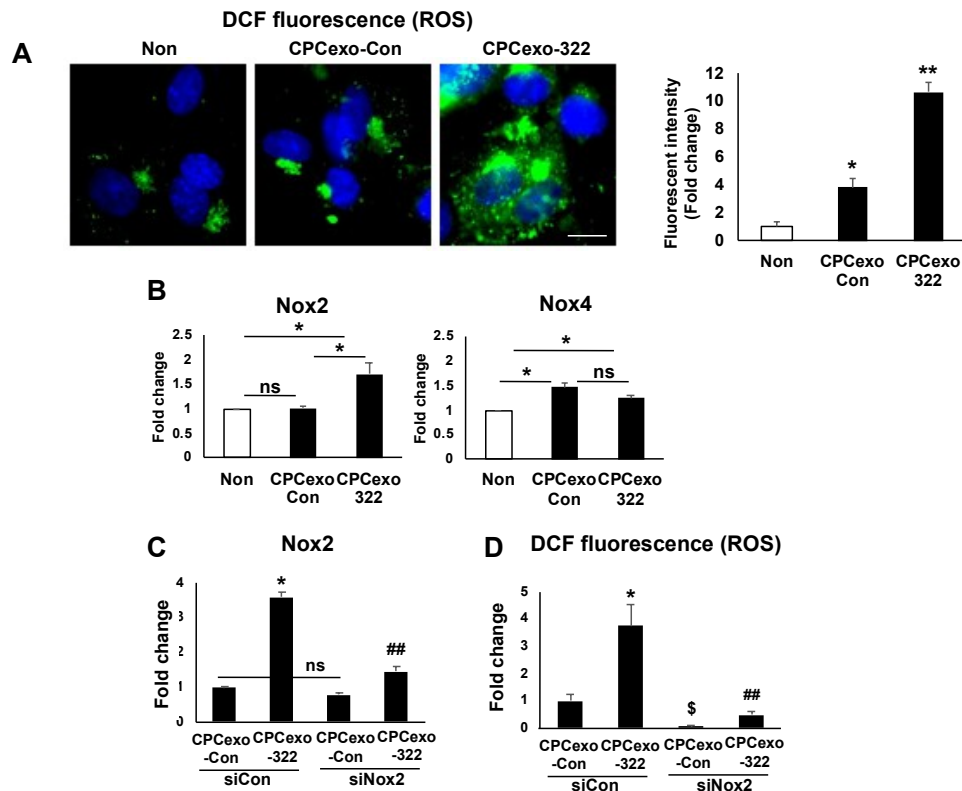 DCF fluorescence (ROS)
A
Non
CPCexo-Con
CPCexo-322
Fluorescent intensity
(Fold change)
12
10
8
6
4
2
0
*
**
Non
CPCexo
Con
CPCexo
322
B
Nox2
Fold change
2.5
2
1.5
1
0.5
0
*
*
ns
Non
CPCexo
Con
CPCexo
322
Nox4
Fold change
2.5
2
1.5
1
0.5
0
*
*
ns
Non
CPCexo
Con
CPCexo
322
C
Nox2
Fold change
4
3
2
1
0
*
ns
##
CPCexo
-Con
CPCexo
-322
CPCexo
-Con
CPCexo
-322
siCon
siNox2
D
DCF fluorescence (ROS)
Fold change
5
4
3
2
1
0
*
$
##
CPCexo
-Con
CPCexo
-322
CPCexo
-Con
CPCexo
-322
siCon
siNox2